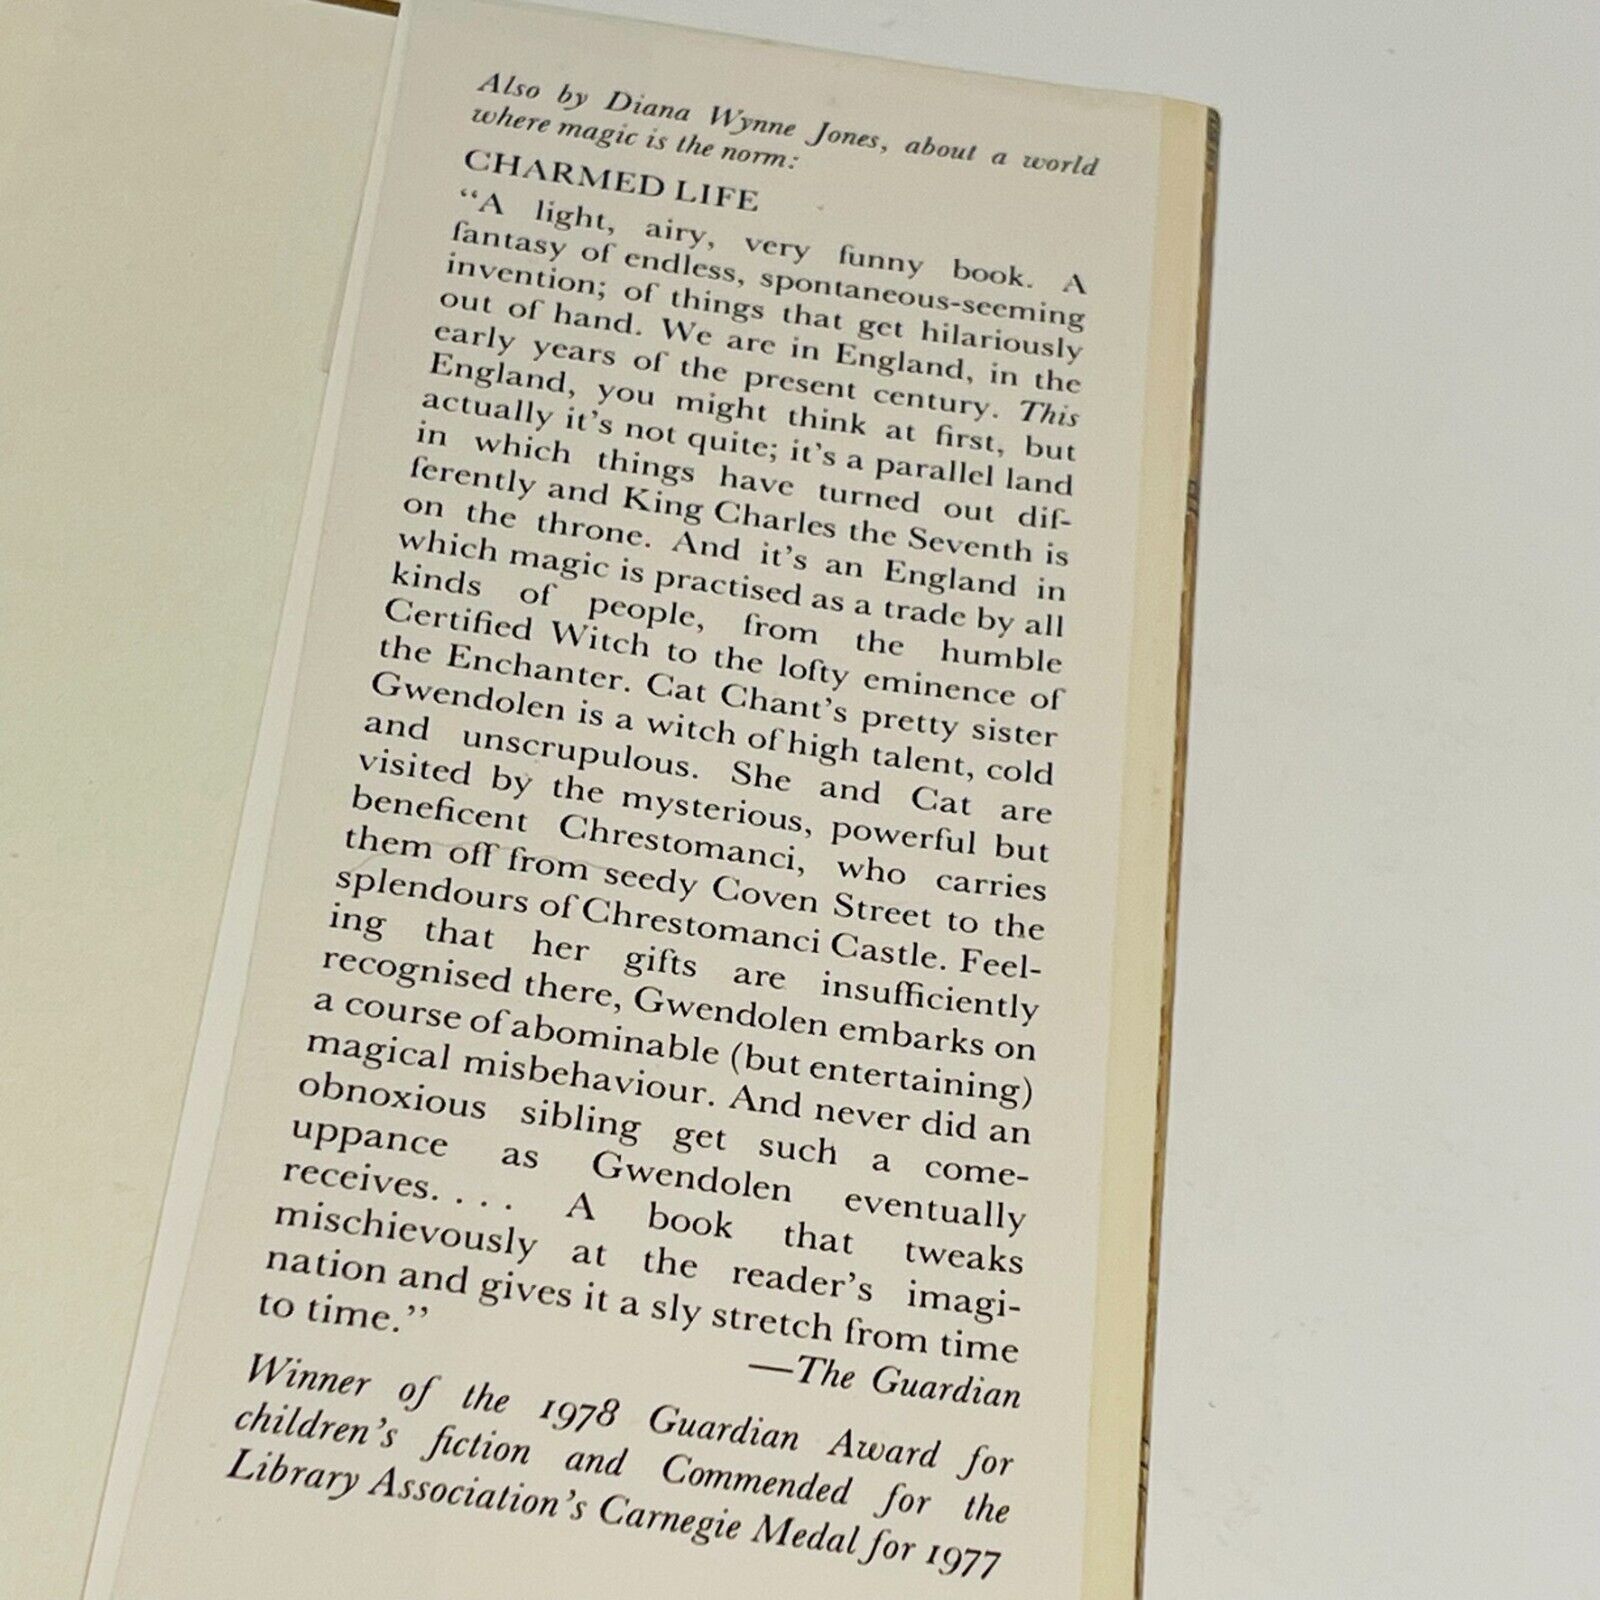 Also by Diana Wynne Jones, about a world
where magic is the norm:
CHARMED LIFE
“A light, airy, very funny book. A
fantasy of endless, spontaneous-seeming
invention; of things that get hilariously
out of hand. We are in England, in the
early years of the present century. This
England, you might think at first, but
actually it’s not quite; it’s a parallel land
in which things have turned out dif-
ferently and King Charles the Seventh is
on the throne. And it’s an England in
which magic is practised as a trade by all
kinds of people, from the humble
Certified Witch to the lofty eminence of
the Enchanter. Cat Chant’s pretty sister
Gwendolen is a witch of high talent, cold
and unscrupulous. She and Cat are
visited by the mysterious, powerful but
beneficent Chrestomanci, who carries
them off from seedy Coven Street to the
splendours of Chrestomanci Castle. Feel-
ing that her gifts are insufficiently
recognised there, Gwendolen embarks on
a course of abominable (but entertaining)
magical misbehaviour. And never did an
obnoxious sibling get such a come-
uppance as Gwendolen eventually
receives. . . . A book that tweaks
mischievously at the reader’s imagi-
nation and gives it a sly stretch from time
to time.”
—The Guardian
Winner of the 1978 Guardian Award for
children’s fiction and Commended for the
Library Association’s Carnegie Medal for 1977